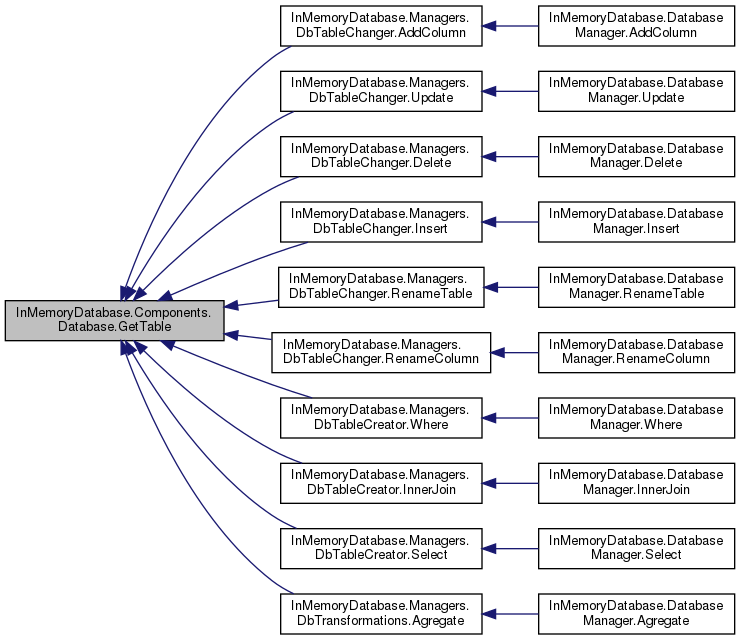 InMemoryDatabase.Managers.
DbTableChanger.AddColumn
InMemoryDatabase.Database
Manager.AddColumn
InMemoryDatabase.Managers.
DbTableChanger.Update
InMemoryDatabase.Database
Manager.Update
InMemoryDatabase.Managers.
DbTableChanger.Delete
InMemoryDatabase.Database
Manager.Delete
InMemoryDatabase.Managers.
DbTableChanger.Insert
InMemoryDatabase.Database
Manager.Insert
InMemoryDatabase.Managers.
DbTableChanger.RenameTable
InMemoryDatabase.Database
Manager.RenameTable
InMemoryDatabase.Components.
Database.GetTable
InMemoryDatabase.Managers.
DbTableChanger.RenameColumn
InMemoryDatabase.Database
Manager.RenameColumn
InMemoryDatabase.Managers.
DbTableCreator.Where
InMemoryDatabase.Database
Manager.Where
InMemoryDatabase.Managers.
DbTableCreator.InnerJoin
InMemoryDatabase.Database
Manager.InnerJoin
InMemoryDatabase.Managers.
DbTableCreator.Select
InMemoryDatabase.Database
Manager.Select
InMemoryDatabase.Managers.
DbTransformations.Agregate
InMemoryDatabase.Database
Manager.Agregate